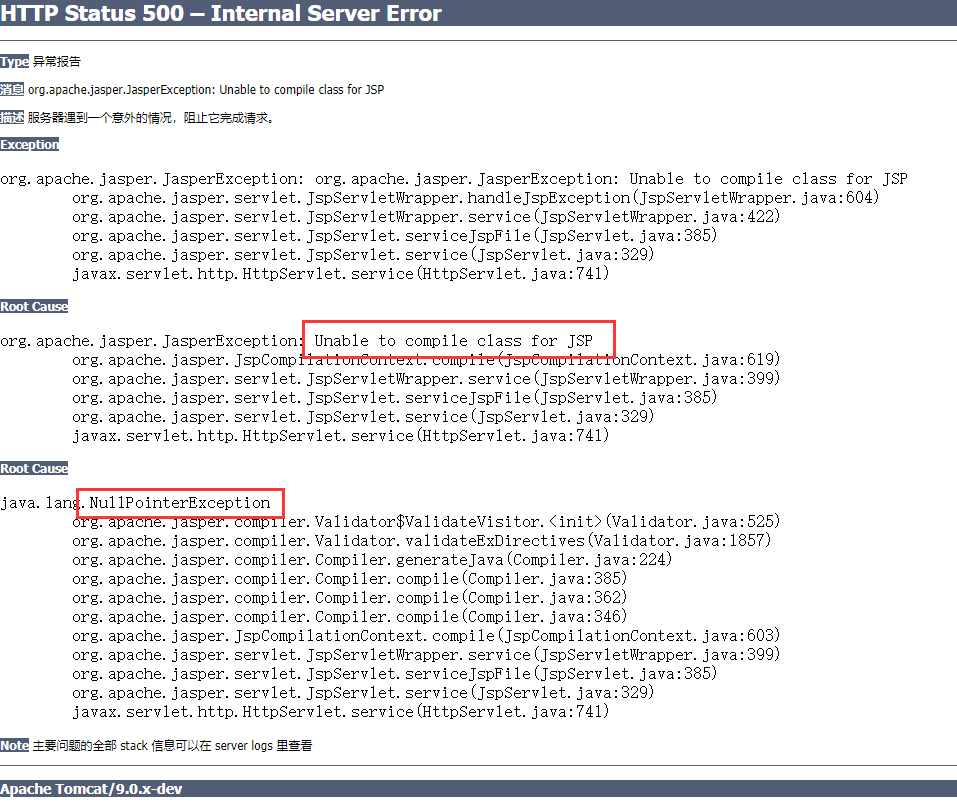 HTTP Status 500 – Internal Server Error
Type 异常报告
消息 org.apache.jasper.JasperException: Unable to compile class for JSP
描述 服务器遇到一个意外的情况，阻止它完成请求。
Exception
org.apache.jasper.JasperException: org.apache.jasper.JasperException: Unable to compile class for JSP
org.apache.jasper.servlet.JspServletWrapper.handleJspException(JspServletWrapper.java:604)
org.apache.jasper.servlet.JspServletWrapper.service(JspServletWrapper.java:422)
org.apache.jasper.servlet.JspServlet.serviceJspFile(JspServlet.java:385)
org.apache.jasper.servlet.JspServlet.service(JspServlet.java:329)
javax.servlet.http.HttpServlet.service(HttpServlet.java:741)
Root Cause
org.apache.jasper.JasperException: Unable to compile class for JSP
org.apache.jasper.JspCompilationContext.compile(JspCompilationContext.java:619)
org.apache.jasper.servlet.JspServletWrapper.service(JspServletWrapper.java:399)
org.apache.jasper.servlet.JspServlet.serviceJspFile(JspServlet.java:385)
org.apache.jasper.servlet.JspServlet.service(JspServlet.java:329)
javax.servlet.http.HttpServlet.service(HttpServlet.java:741)
Root Cause
java.lang.NullPointerException
org.apache.jasper.compiler.Validator$ValidateVisitor.<init>(Validator.java:525)
org.apache.jasper.compiler.Validator.validateExDirectives(Validator.java:1857)
org.apache.jasper.compiler.Compiler.generateJava(Compiler.java:224)
org.apache.jasper.compiler.Compiler.compile(Compiler.java:385)
org.apache.jasper.compiler.Compiler.compile(Compiler.java:362)
org.apache.jasper.compiler.Compiler.compile(Compiler.java:346)
org.apache.jasper.JspCompilationContext.compile(JspCompilationContext.java:603)
org.apache.jasper.servlet.JspServletWrapper.service(JspServletWrapper.java:399)
org.apache.jasper.servlet.JspServlet.serviceJspFile(JspServlet.java:385)
org.apache.jasper.servlet.JspServlet.service(JspServlet.java:329)
javax.servlet.http.HttpServlet.service(HttpServlet.java:741)
Note 主要问题的全部 stack 信息可以在 server logs 里查看
Apache Tomcat/9.0.x-dev